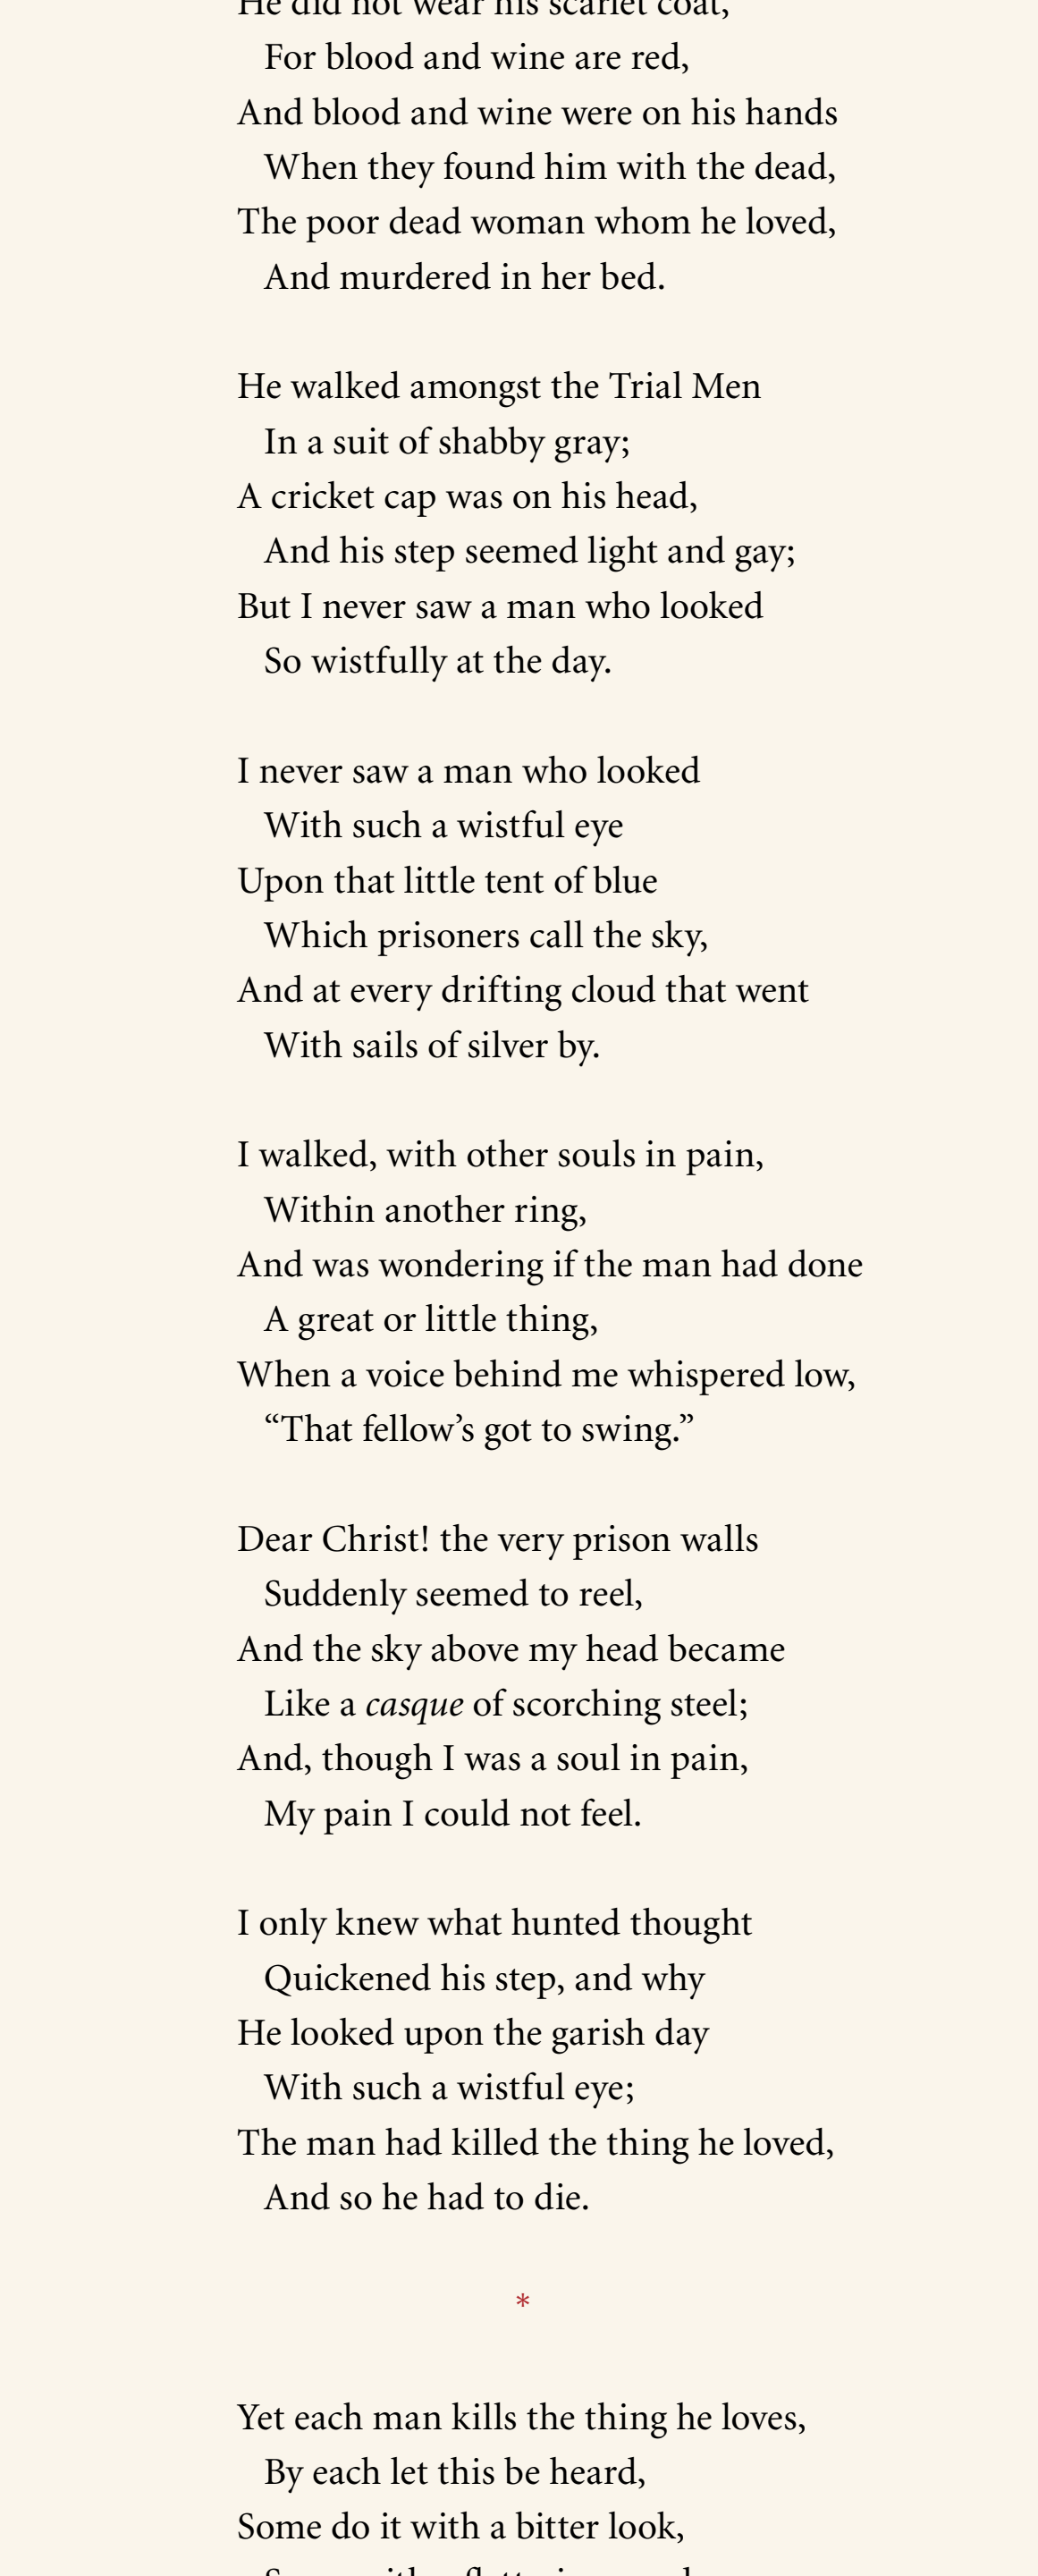 He did not wear his scarlet coat,
For blood and wine are red,
And blood and wine were on his hands
When they found him with the dead,
The poor dead woman whom he loved,
And murdered in her bed.
He walked amongst the Trial Men
In a suit of shabby gray;
A cricket cap was on his head,
And his step seemed light and gay;
But I never saw a man who looked
So wistfully at the day.
I never saw a man who looked
With such a wistful eye
Upon that little tent of blue
Which prisoners call the sky,
And at every drifting cloud that went
With sails of silver by.
I walked, with other souls in pain,
Within another ring,
And was wondering if the man had done
A great or little thing,
When a voice behind me whispered low,
“That fellow’s got to swing.”
Dear Christ! the very prison walls
Suddenly seemed to reel,
And the sky above my head became
Like a casque of scorching steel;
And, though I was a soul in pain,
My pain I could not feel.
I only knew what hunted thought
Quickened his step, and why
He looked upon the garish day
With such a wistful eye;
The man had killed the thing he loved,
And so he had to die.
*
Yet each man kills the thing he loves,
By each let this be heard,
Some do it with a bitter look,